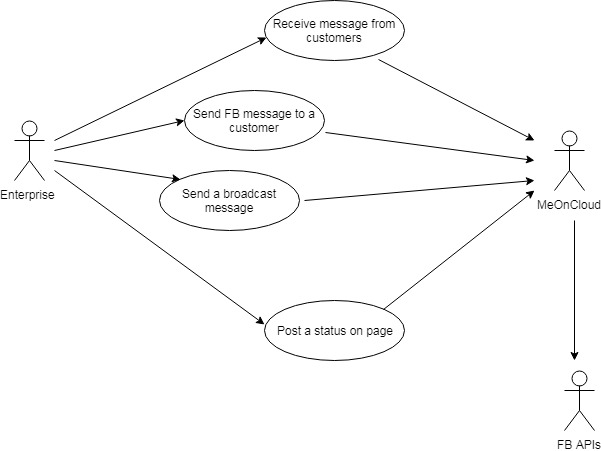 Receive message from
customers
Send FB message to a
customer
Enterprise
Send a broadcast
message
MeOnCloud
Post a status on page
FB APIs